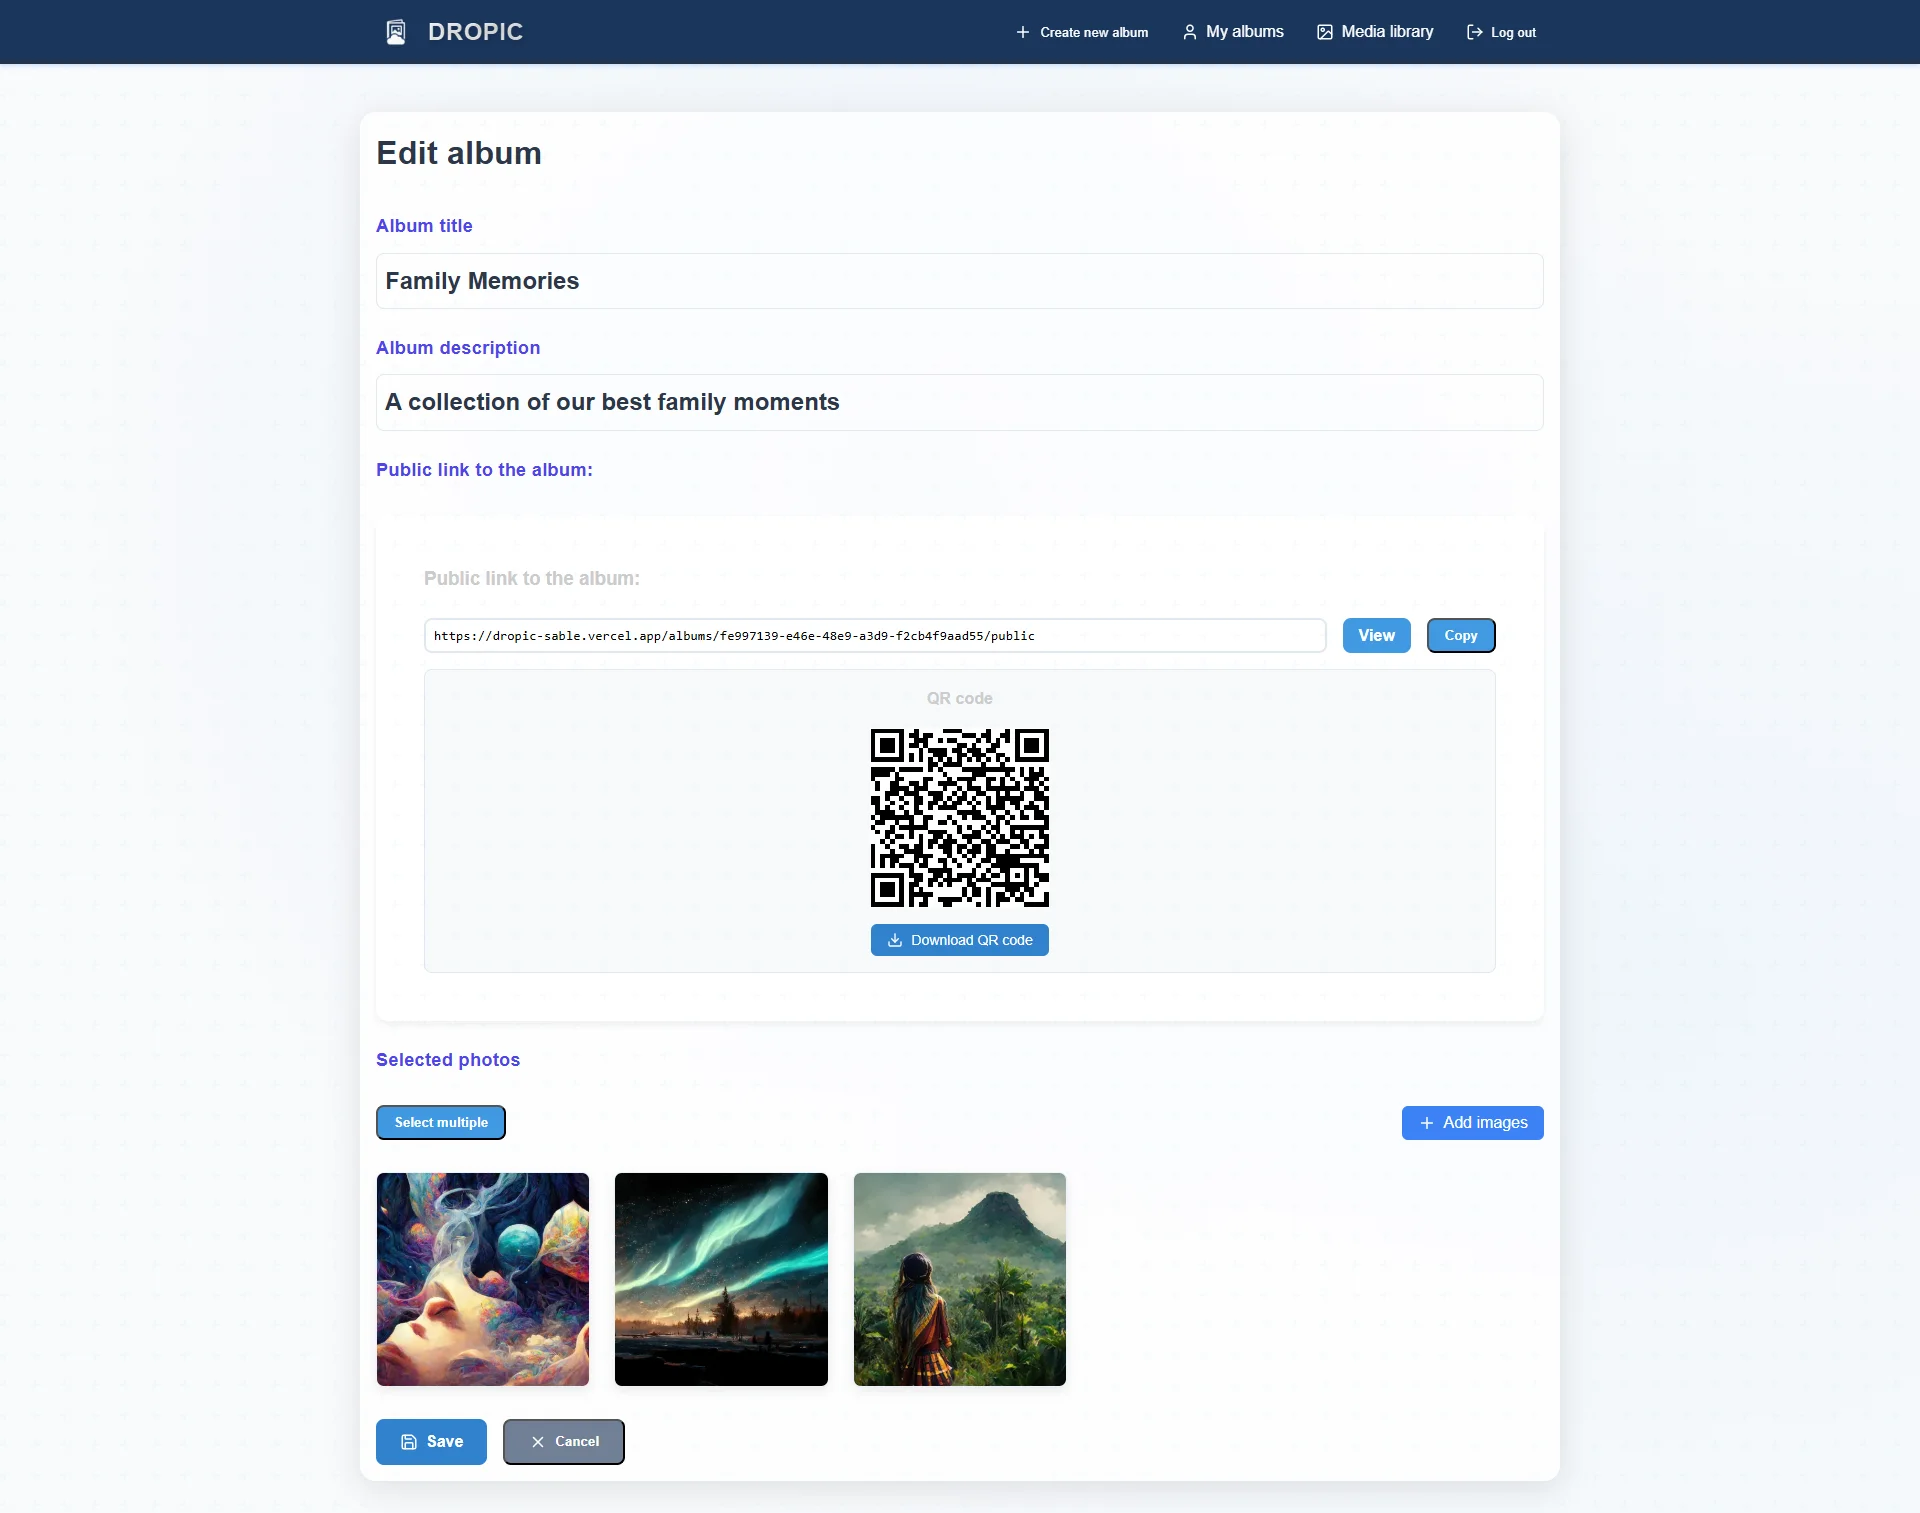 DROPIC
Create new album
My albums
Media library
Log out
Edit album
Album title
Family Memories
Album description
A collection of our best family moments
Public link to the album:
Public link to the album:
https://dropic-sable.vercel.app/albums/fe997139-e46e-48e9-a3d9-f2cb4f9aad55/public
View
Copy
QR code
Download QR code
Selected photos
Select multiple
Add images
Save
Cancel